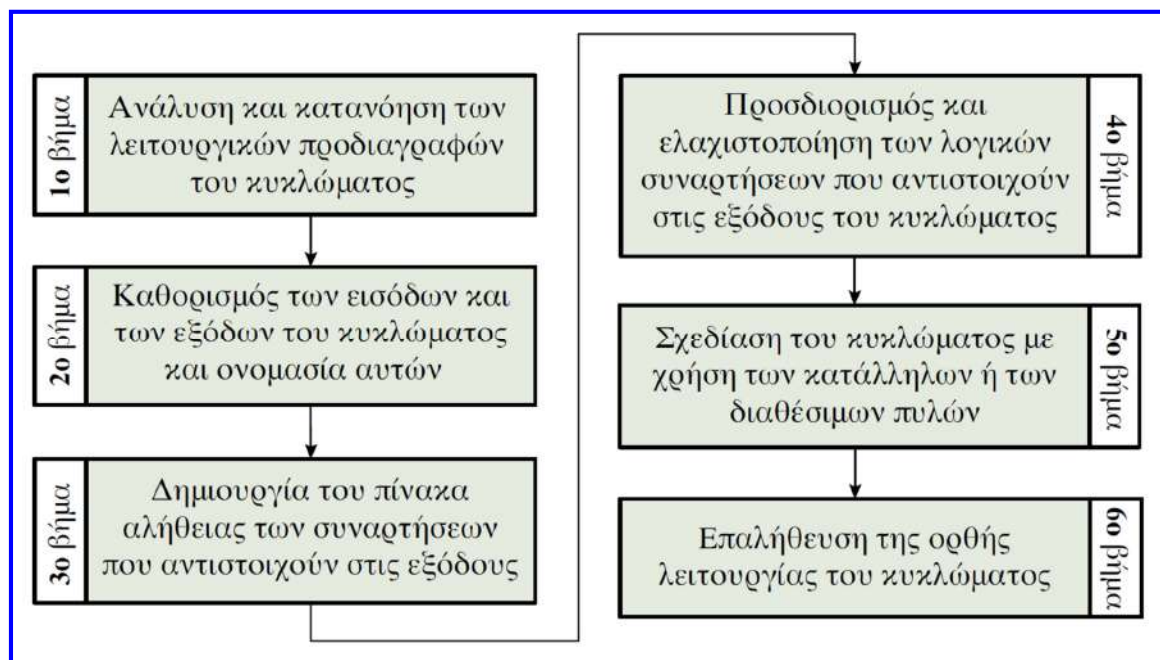 1ο βήμα
Ανάλυση και κατανόηση των
λειτουργικών προδιαγραφών
του κυκλώματος
2ο βήμα
Καθορισμός των εισόδων και
των εξόδων του κυκλώματος
και ονομασία αυτών
3ο βήμα
Δημιουργία του πίνακα
αλήθειας των συναρτήσεων
που αντιστοιχούν στις εξόδους
4ο βήμα
Προσδιορισμός και
ελαχιστοποίηση των λογικών
συναρτήσεων που αντιστοιχούν
στις εξόδους του κυκλώματος
5ο βήμα
Σχεδίαση του κυκλώματος με
χρήση των κατάλληλων ή των
διαθέσιμων πυλών
6ο βήμα
Επαλήθευση της ορθής
λειτουργίας του κυκλώματος